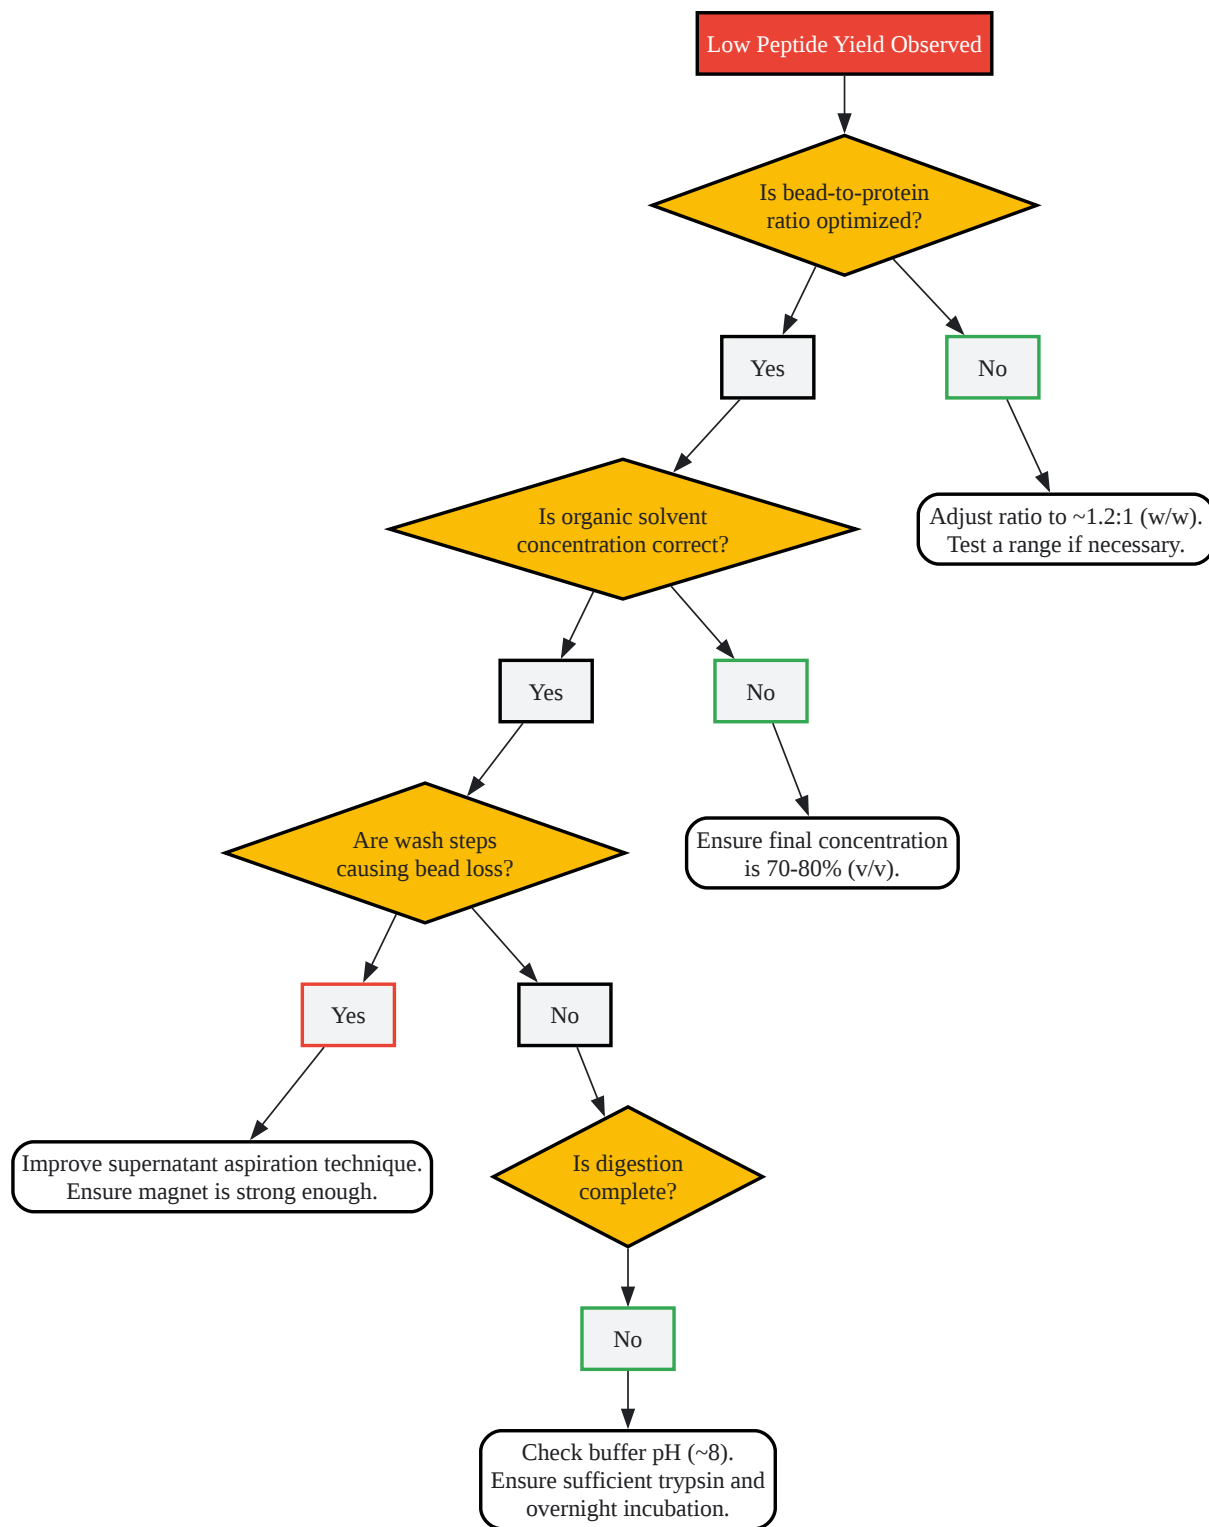 Low Peptide Yield Observed
Is bead-to-protein
ratio optimized?
Yes
No
Is organic solvent
concentration correct?
Adjust ratio to ~1.2:1 (w/w).
Test a range if necessary.
Yes
No
Are wash steps
causing bead loss?
Ensure final concentration
is 70-80% (v/v).
Yes
No
Improve supernatant aspiration technique.
Ensure magnet is strong enough.
Is digestion
complete?
No
Check buffer pH (~8).
Ensure sufficient trypsin and
overnight incubation.